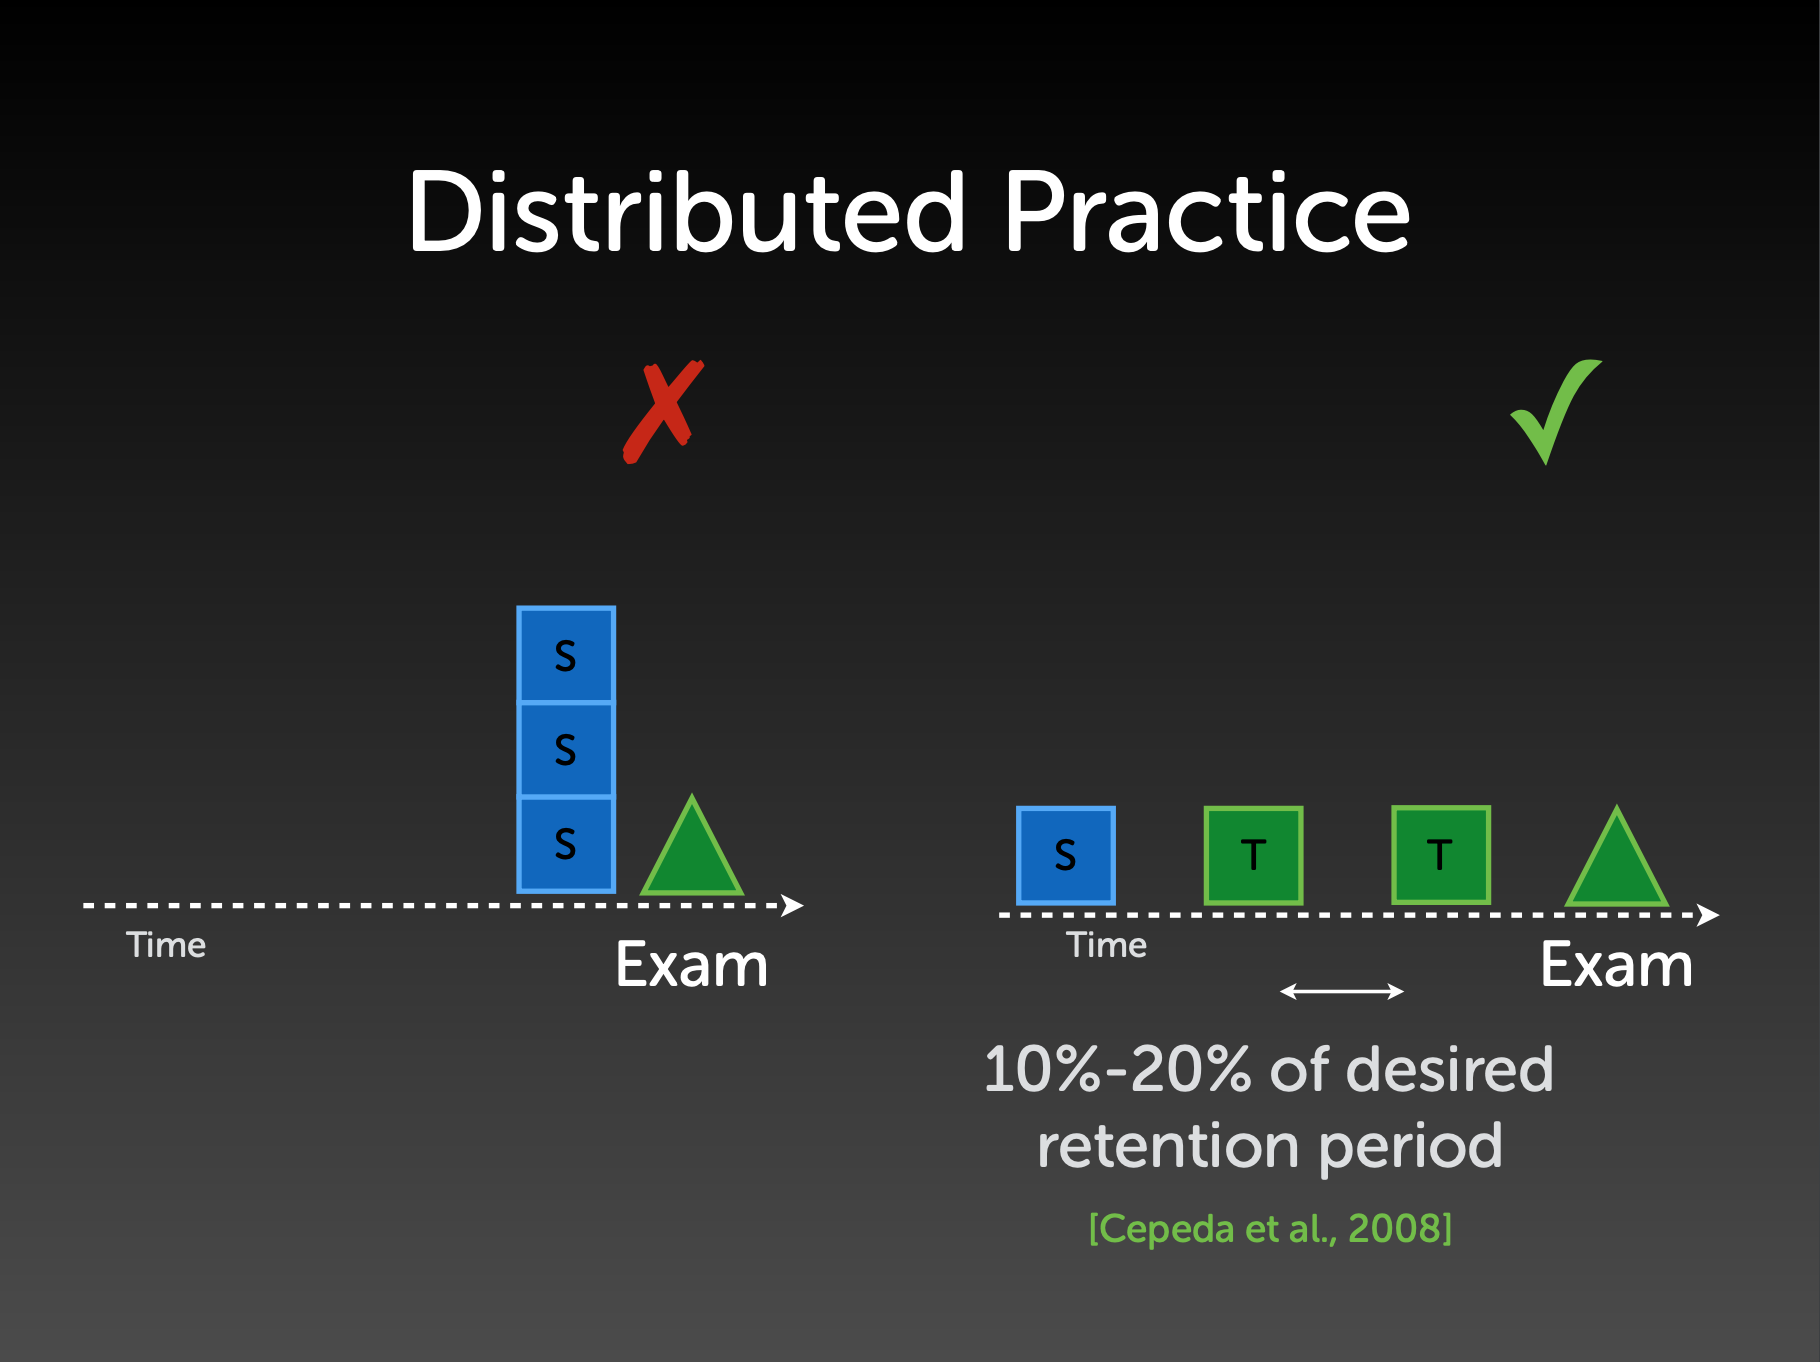 Distributed Practice
✗
✓
S
S
S
Time
Exam
S
T
T
Time
Exam
10%-20% of desired
retention period
[Cepeda et al., 2008]